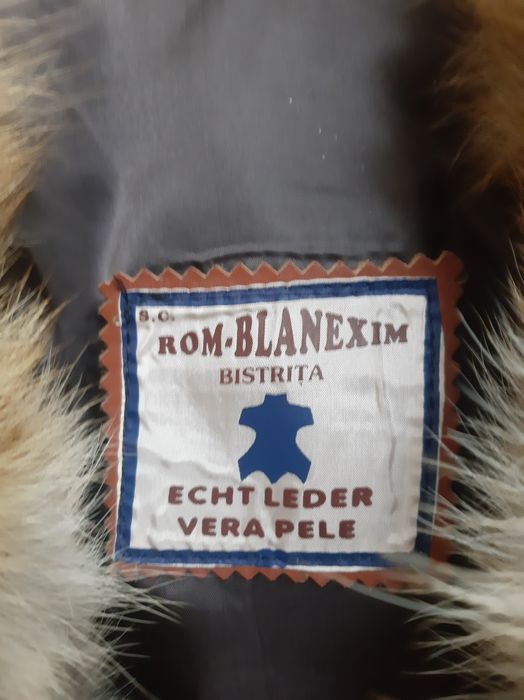 S.C.
ROM-BLANEXIM
BISTRIȚA
ECHT LEDER
VERA PELE